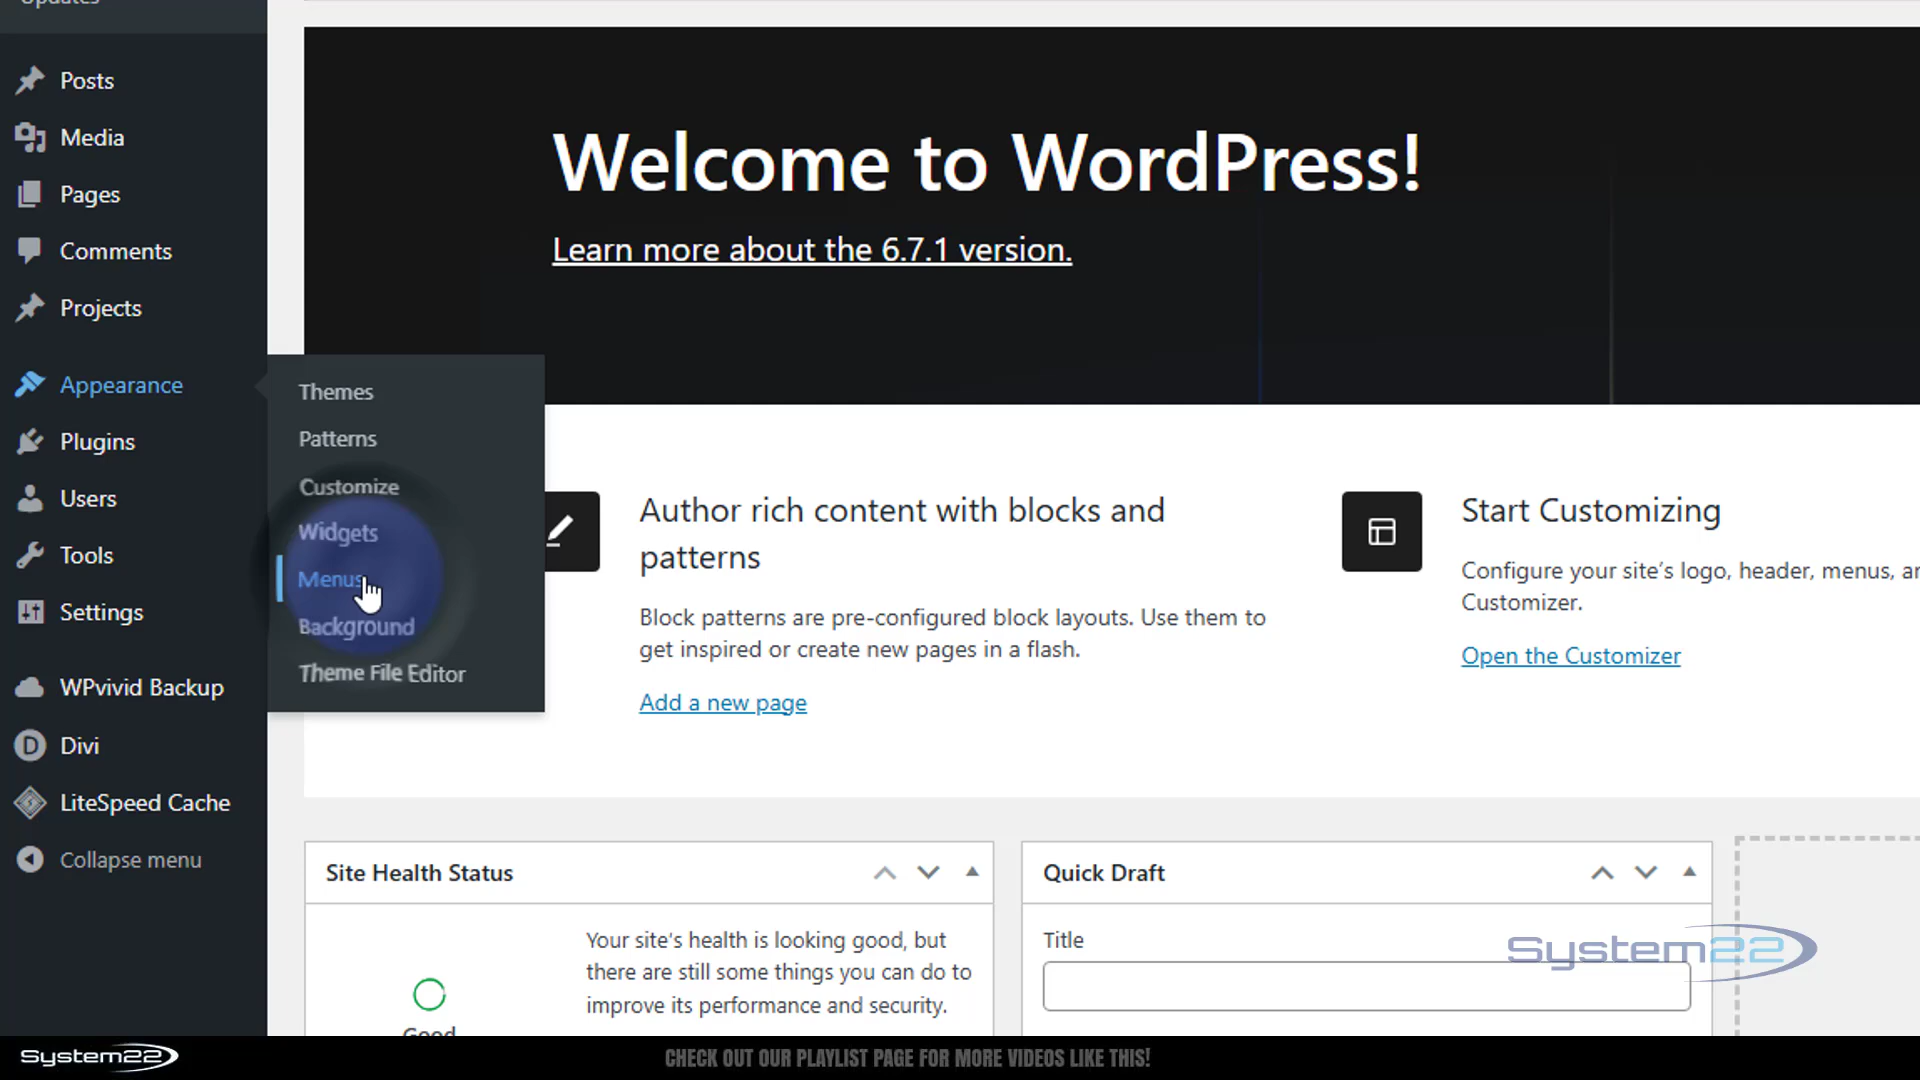 Updates
Posts
Media
Pages
Comments
Projects
Appearance
Plugins
Users
Tools
Settings
WPvivid Backup
Divi
LiteSpeed Cache
Collapse menu
Themes
Patterns
Customize
Widgets
Menus
Background
Theme File Editor
Welcome to WordPress!
Learn more about the 6.7.1 version.
Author rich content with blocks and
patterns
Block patterns are pre-configured block layouts. Use them to
get inspired or create new pages in a flash.
Add a new page
Start Customizing
Configure your site's logo, header, menus,
Customizer.
Open the Customizer
Site Health Status
Your site's health is looking good, but
there are still some things you can do to
improve its performance and security.
Good
Quick Draft
Title
System22
System22
CHECK OUT OUR PLAYLIST PAGE FOR MORE VIDEOS LIKE THIS!